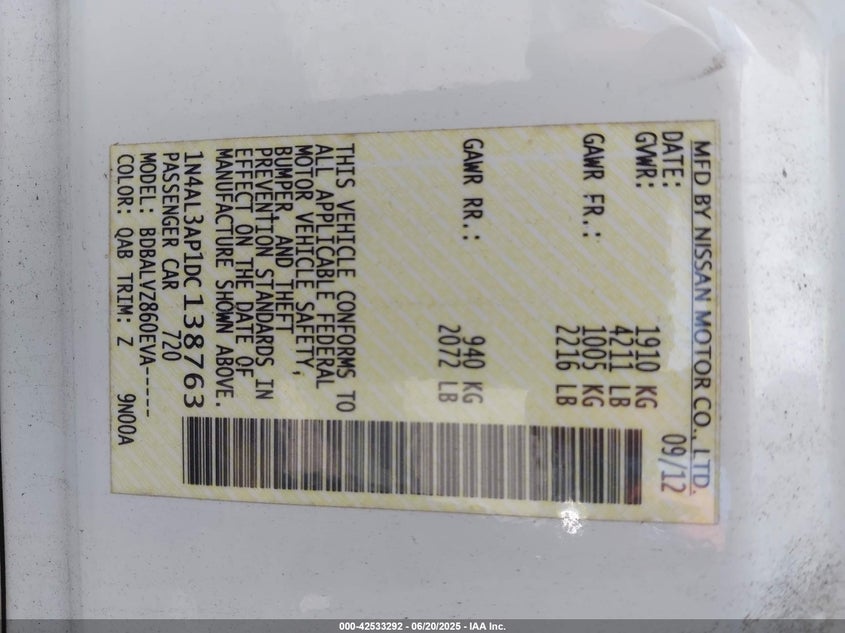 MFD BY NISSAN MOTOR CO., LTD.
DATE: 09/12
GVWR: 1910 KG
4211 LB
GAWR FR.: 1005 KG
2216 LB
GAWR RR.: 940 KG
2072 LB
THIS VEHICLE CONFORMS TO
ALL APPLICABLE FEDERAL
MOTOR VEHICLE SAFETY,
BUMPER, AND THEFT
PREVENTION STANDARDS IN
EFFECT ON THE DATE OF
MANUFACTURE SHOWN ABOVE.
1N4AL3AP1DC138763
PASSENGER CAR 720
MODEL: BDBALVZ860EVA-----
COLOR: QAB TRIM: Z 9N00A
000-42533292 - 06/20/2025 - IAA Inc.